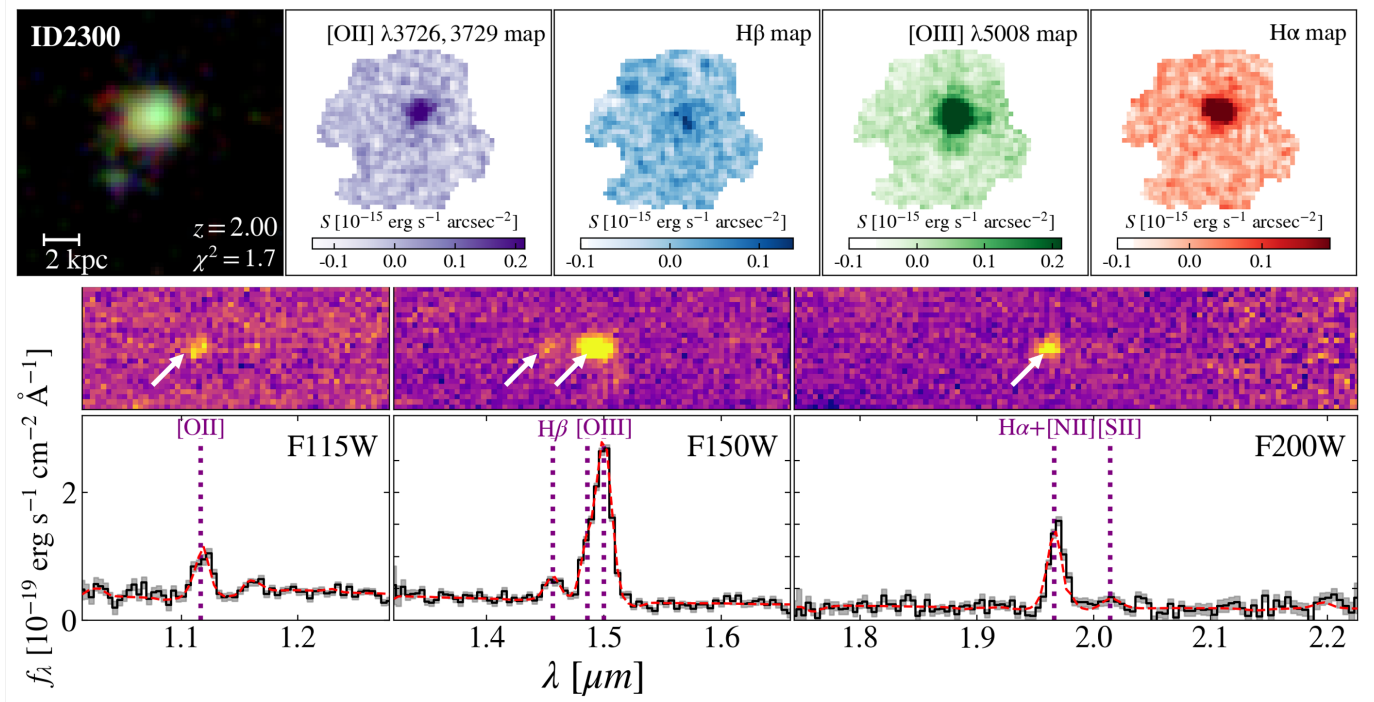 ID2300
z = 2.00
χ² = 1.7
2 kpc
[OII] λ3726, 3729 map
S [10⁻¹⁵ erg s⁻¹ arcsec⁻²]
-0.1 0.0 0.1 0.2
Hβ map
S [10⁻¹⁵ erg s⁻¹ arcsec⁻²]
-0.1 0.0 0.1
[OIII] λ5008 map
S [10⁻¹⁵ erg s⁻¹ arcsec⁻²]
-0.1 0.0 0.1 0.2
Hα map
S [10⁻¹⁵ erg s⁻¹ arcsec⁻²]
-0.1 0.0 0.1
fλ [10⁻¹⁹ erg s⁻¹ cm⁻² Å⁻¹]
2
0
[OII]
F115W
1.1 1.2
Hβ [OIII]
F150W
1.4 1.5 1.6
Hα+[NII] [SII]
F200W
1.8 1.9 2.0 2.1 2.2
λ [μm]